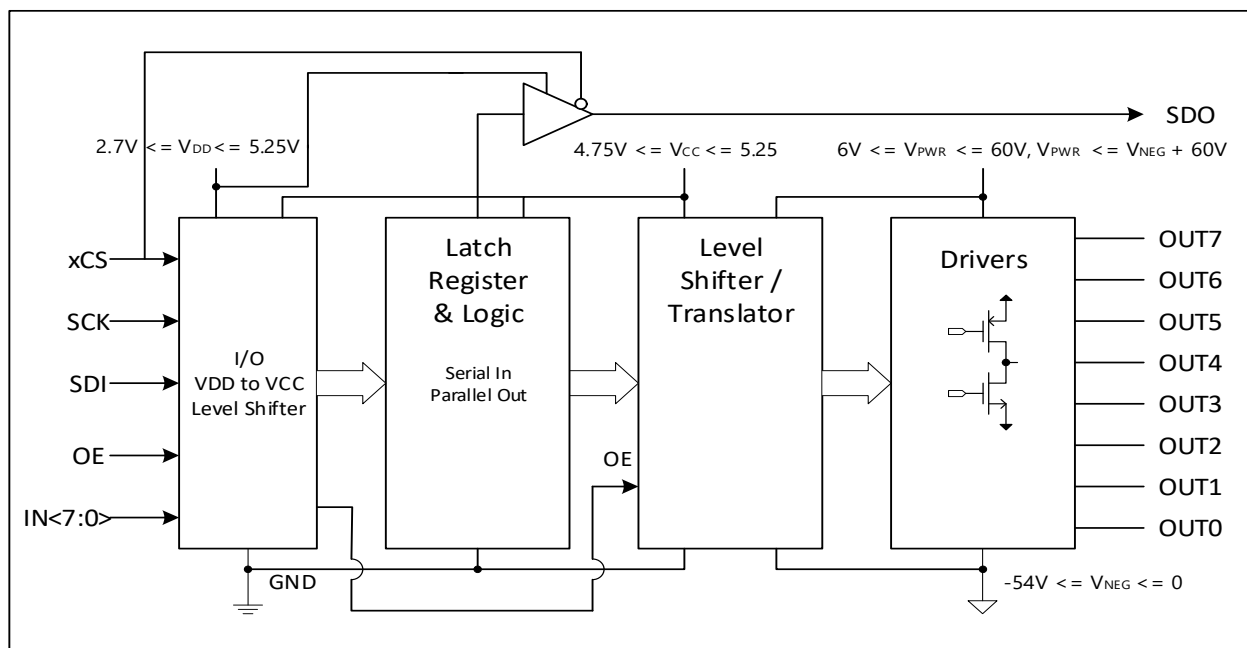 SDO
2.7V <= VDD <= 5.25V
4.75V <= VCC <= 5.25
6V <= VPWR <= 60V, VPWR <= VNEG + 60V
xCS
SCK
SDI
OE
IN<7:0>
I/O
VDD to VCC
Level Shifter
Latch
Register
& Logic
Serial In
Parallel Out
OE
Level
Shifter /
Translator
Drivers
OUT7
OUT6
OUT5
OUT4
OUT3
OUT2
OUT1
OUT0
GND
-54V <= VNEG <= 0